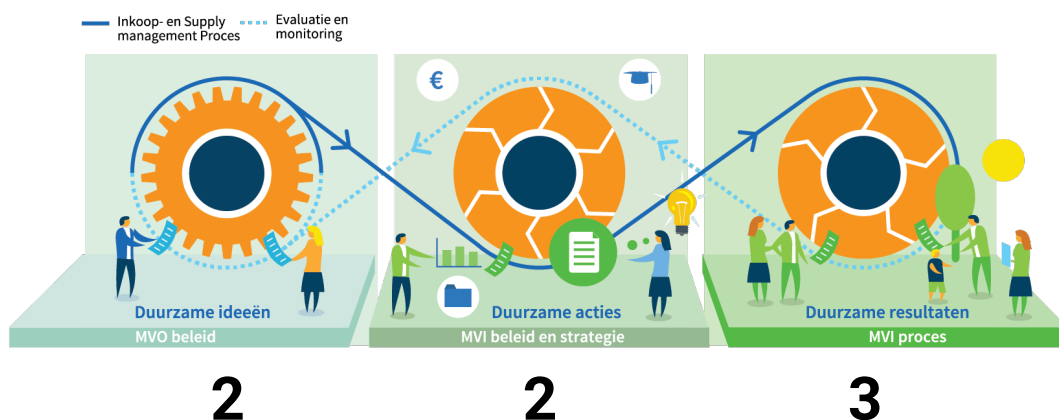 Inkoop- en Supply
management Proces
Evaluatie en
monitoring
€
Duurzame ideeën
MVO beleid
Duurzame acties
MVI beleid en strategie
Duurzame resultaten
MVI proces
2
2
3